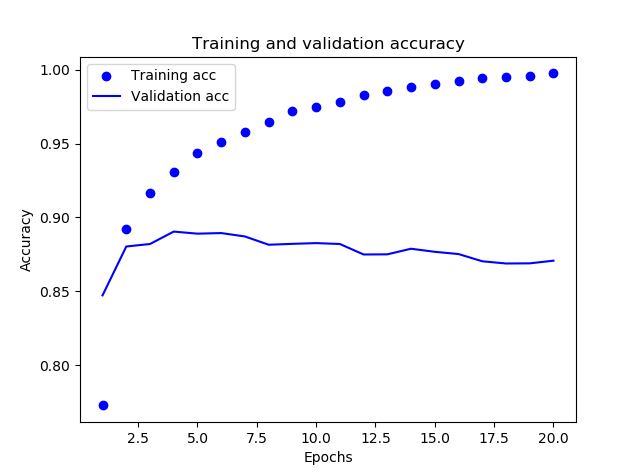 Training and validation accuracy
Training acc
Validation acc
1.00
0.95
0.90
0.85
0.80
Accuracy
2.5 5.0 7.5 10.0 12.5 15.0 17.5 20.0
Epochs